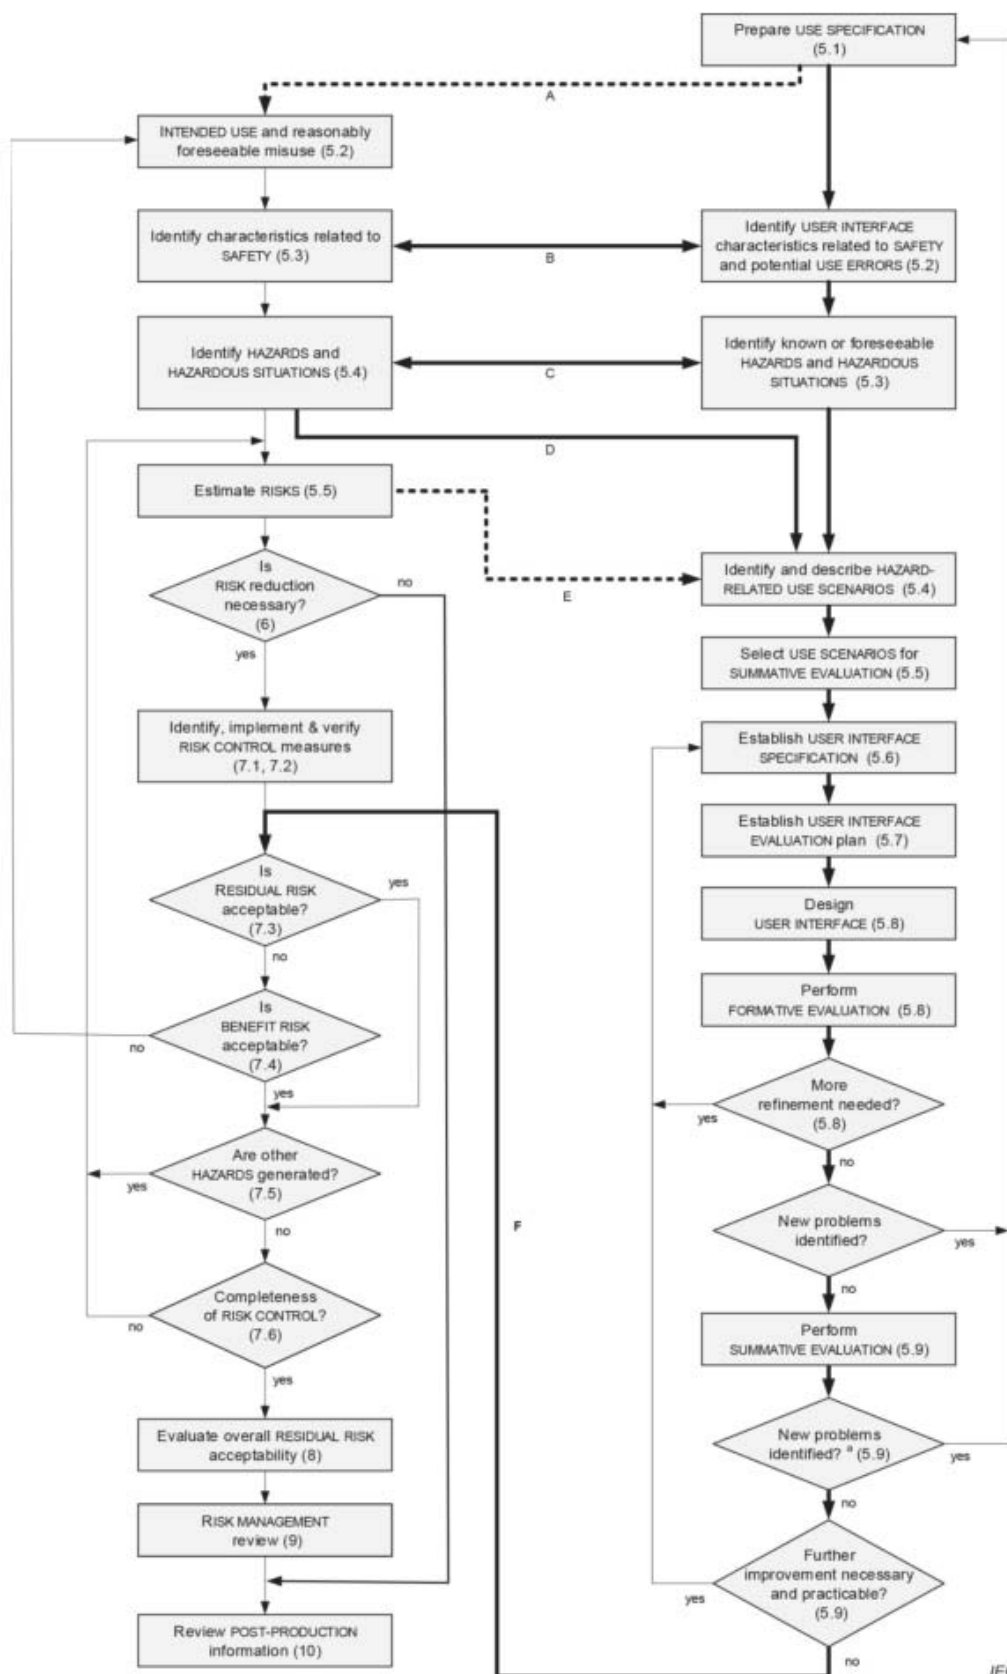 Prepare USE SPECIFICATION
(5.1)
A
INTENDED USE and reasonably
foreseeable misuse (5.2)
Identify characteristics related to
SAFETY (5.3)
B
Identify USER INTERFACE
characteristics related to SAFETY
and potential USE ERRORS (5.2)
Identify HAZARDS and
HAZARDOUS SITUATIONS (5.4)
C
Identify known or foreseeable
HAZARDS and HAZARDOUS
SITUATIONS (5.3)
D
Estimate RISKS (5.5)
E
Is
RISK reduction
necessary?
(6)
no
yes
Identify and describe HAZARD-
RELATED USE SCENARIOS (5.4)
Select USE SCENARIOS for
SUMMATIVE EVALUATION (5.5)
Identify, implement & verify
RISK CONTROL measures
(7.1, 7.2)
Establish USER INTERFACE
SPECIFICATION (5.6)
Establish USER INTERFACE
EVALUATION plan (5.7)
Is
RESIDUAL RISK
acceptable?
(7.3)
yes
no
Design
USER INTERFACE (5.8)
Perform
FORMATIVE EVALUATION (5.8)
Is
BENEFIT RISK
acceptable?
(7.4)
no
yes
More
refinement needed?
(5.8)
yes
no
Are other
HAZARDS generated?
(7.5)
yes
no
F
New problems
identified?
yes
no
Completeness
of RISK CONTROL?
(7.6)
no
yes
Perform
SUMMATIVE EVALUATION (5.9)
Evaluate overall RESIDUAL RISK
acceptability (8)
New problems
identified? a (5.9)
yes
no
RISK MANAGEMENT
review (9)
Further
improvement necessary
and practicable?
(5.9)
yes
no
Review POST-PRODUCTION
information (10)